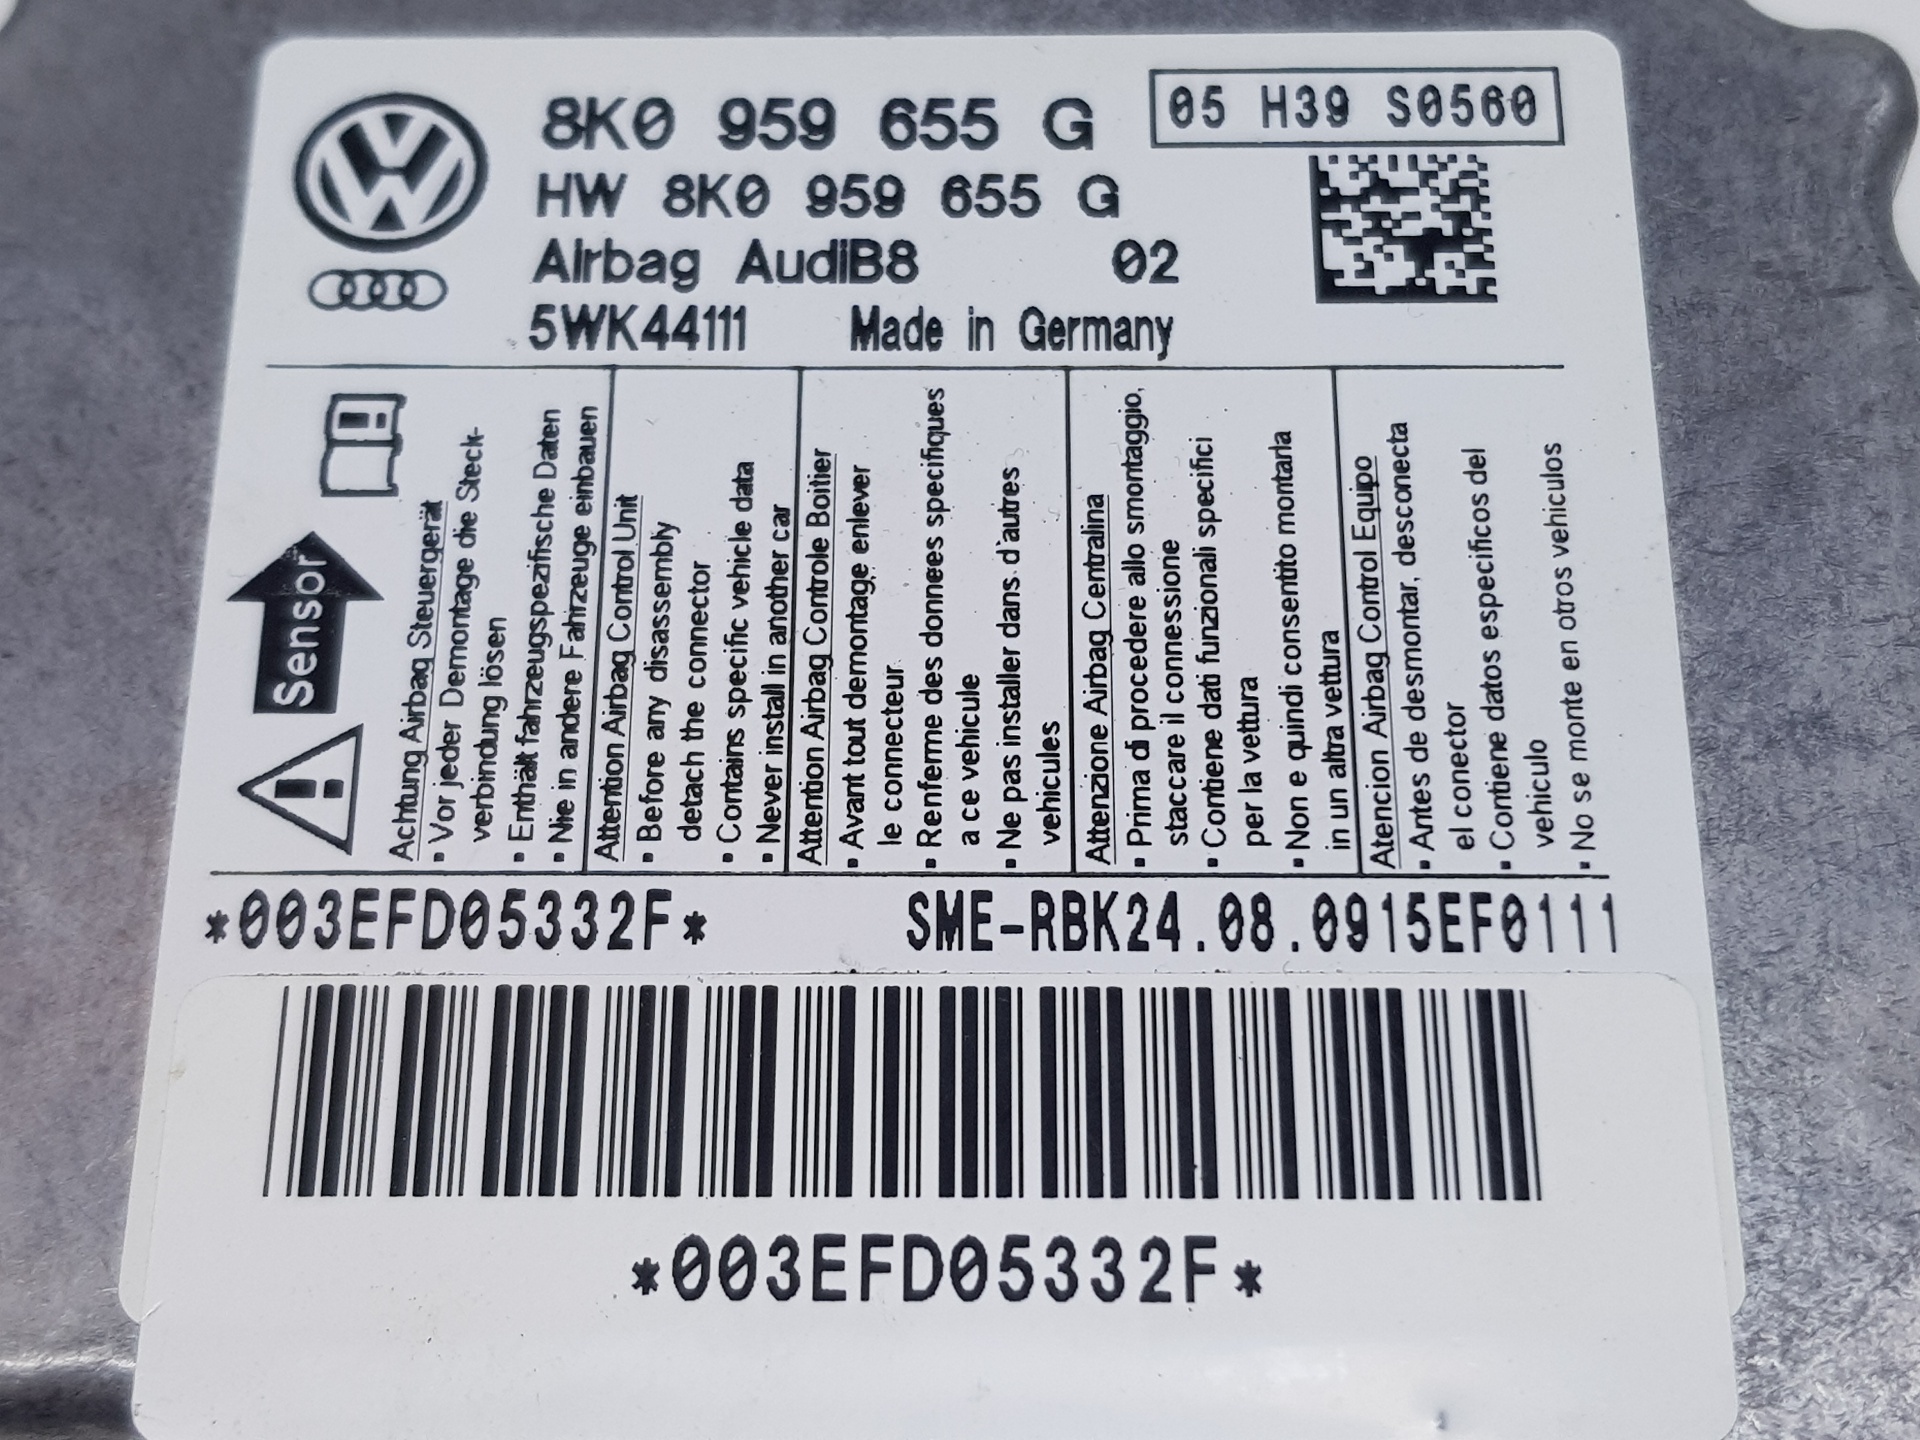 8K0 959 655 G
05 H39 S0560
HW 8K0 959 655 G
Airbag AudiB8 02
5WK44111 Made in Germany
Sensor
Achtung Airbag Steuergerät
▪ Vor jeder Demontage die Steck-
verbindung lösen
▪ Enthält fahrzeugspezifische Daten
▪ Nie in andere Fahrzeuge einbauen
Attention Airbag Control Unit
▪ Before any disassembly
detach the connector
▪ Contains specific vehicle data
▪ Never install in another car
Attention Airbag Controle Boitier
▪ Avant tout demontage enlever
le connecteur
▪ Renferme des donnees specifiques
a ce vehicule
▪ Ne pas installer dans d'autres
vehicules
Attenzione Airbag Centralina
▪ Prima di procedere allo smontaggio,
staccare il connessione
▪ Contiene dati funzionali specifici
per la vettura
▪ Non e quindi consentito montarla
in un altra vettura
Atencion Airbag Control Equipo
▪ Antes de desmontar, desconecta
el conector
▪ Contiene datos especificos del
vehiculo
▪ No se monte en otros vehiculos
*003EFD05332F* SME-RBK24.08.0915EF0111
*003EFD05332F*